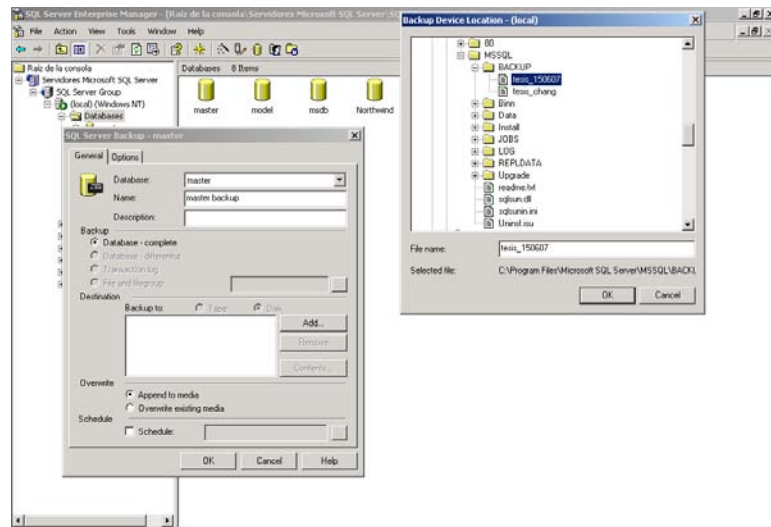 SQL Server Enterprise Manager - [Raíz de la consola\Servidores Microsoft SQL Server\
File Action View Tools Window Help
Raíz de la consola
Servidores Microsoft SQL Server
SQL Server Group
(local) (Windows NT)
Databases
Databases 8 Items
master model msdb Northwind
SQL Server Backup - master
General Options
Database: master
Name: master backup
Description:
Backup
Database - complete
Database - differential
Transaction log
File and filegroup:
Destination
Backup to: Tape Disk
Add...
Remove
Contents...
Overwrite
Append to media
Overwrite existing media
Schedule
Schedule:
OK Cancel Help
Backup Device Location - (local)
80
MSSQL
BACKUP
tesis_150607
tesis_chang
Binn
Data
Install
JOBS
LOG
REPLDATA
Upgrade
readme.txt
sqlsun.dll
sqlsunin.ini
Uninst.isu
File name: tesis_150607
Selected file: C:\Program Files\Microsoft SQL Server\MSSQL\BACKU
OK Cancel